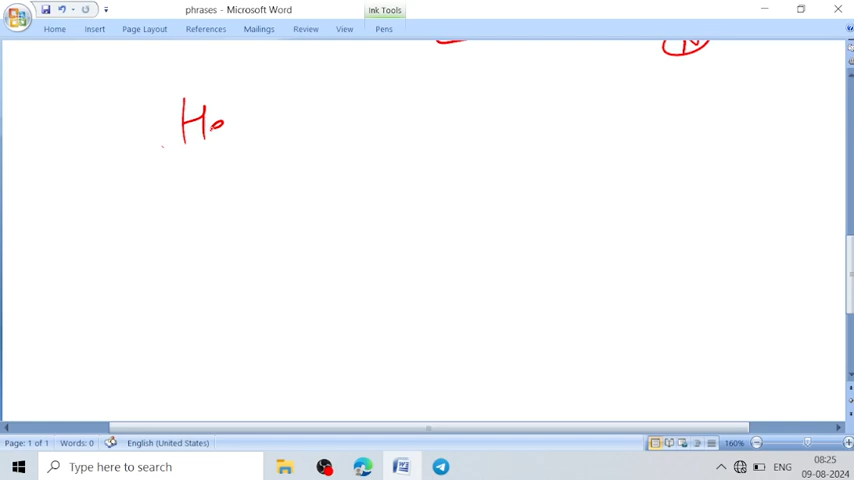 phrases - Microsoft Word
Ink Tools
Home Insert Page Layout References Mailings Review View Pens
Ho
Page: 1 of 1 Words: 0 English (United States) 160%
Type here to search
ENG
08:25
09-08-2024